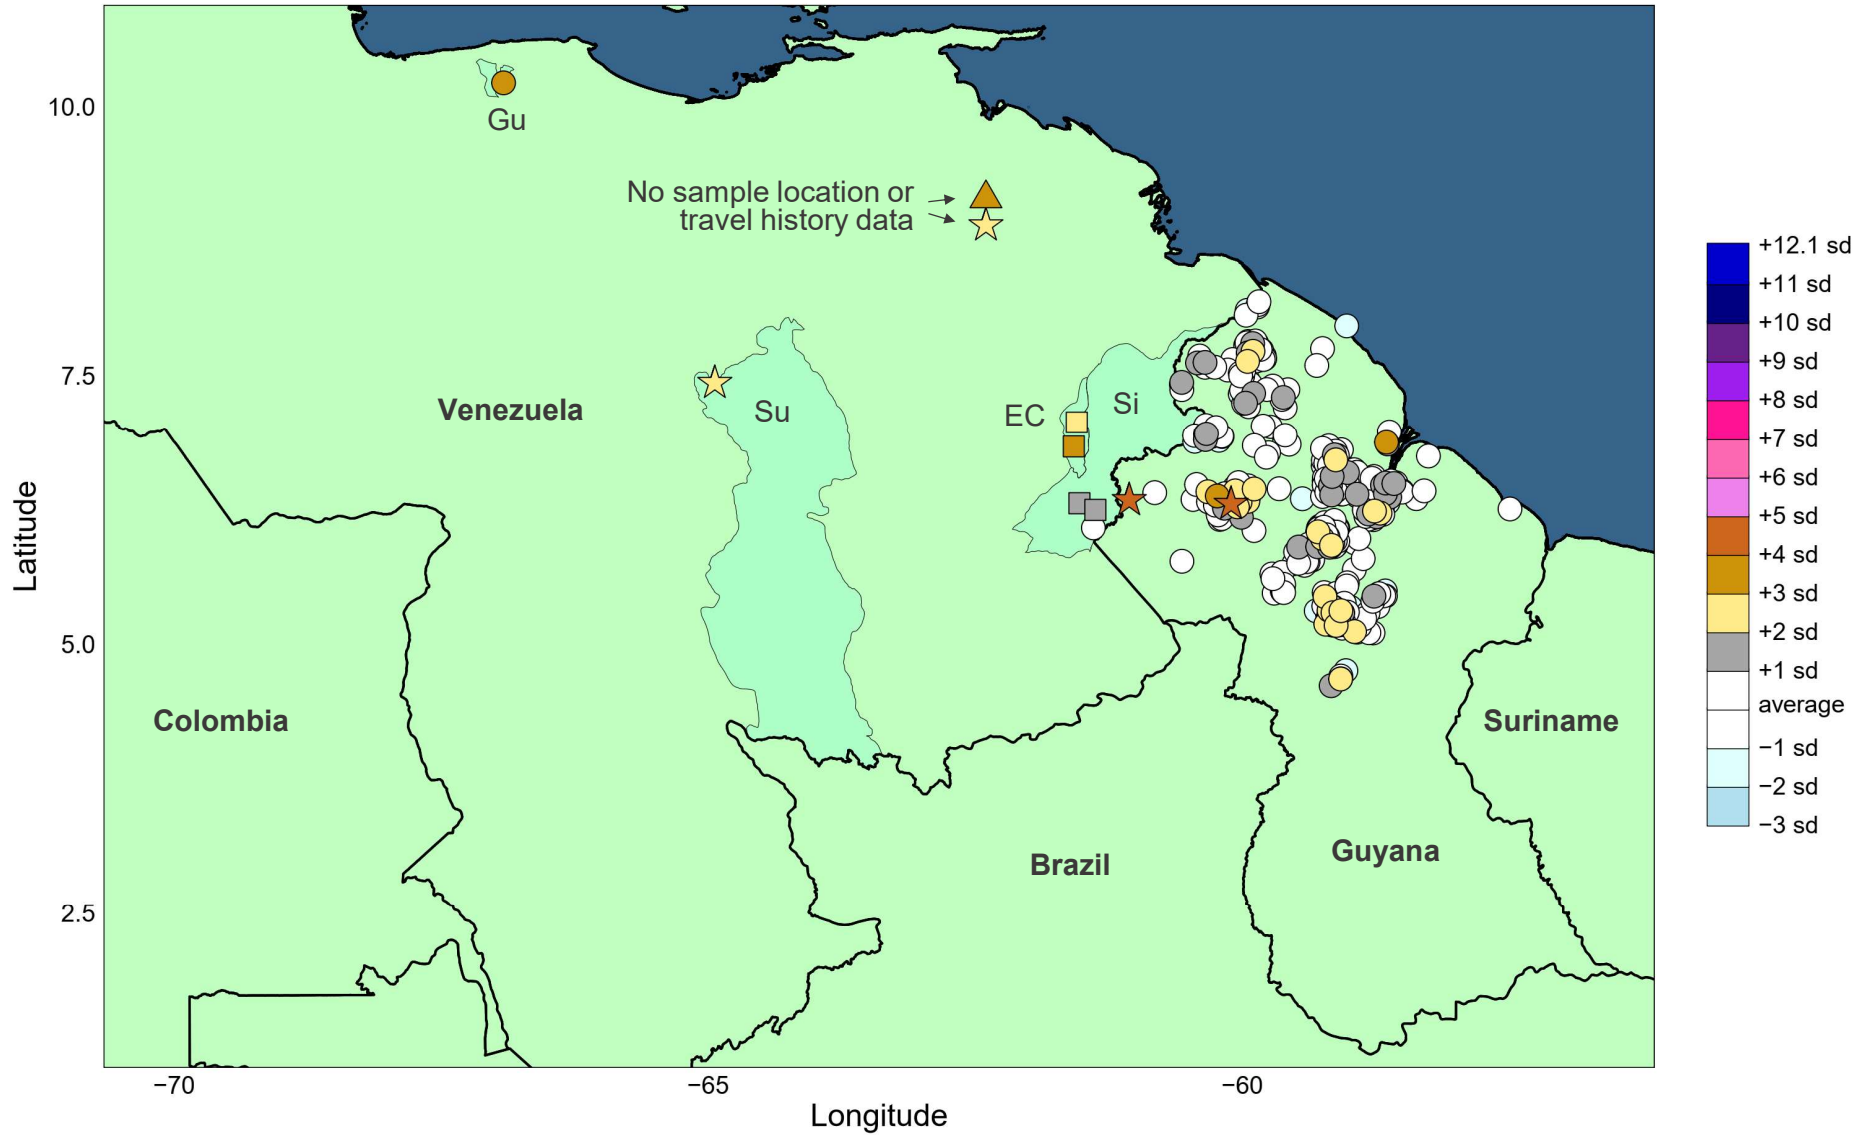 10.0
7.5
5.0
2.5
Latitude
−70
−65
−60
Longitude
Gu
No sample location or
travel history data
Venezuela
Su
EC
Si
Colombia
Brazil
Guyana
Suriname
+12.1 sd
+11 sd
+10 sd
+9 sd
+8 sd
+7 sd
+6 sd
+5 sd
+4 sd
+3 sd
+2 sd
+1 sd
average
−1 sd
−2 sd
−3 sd